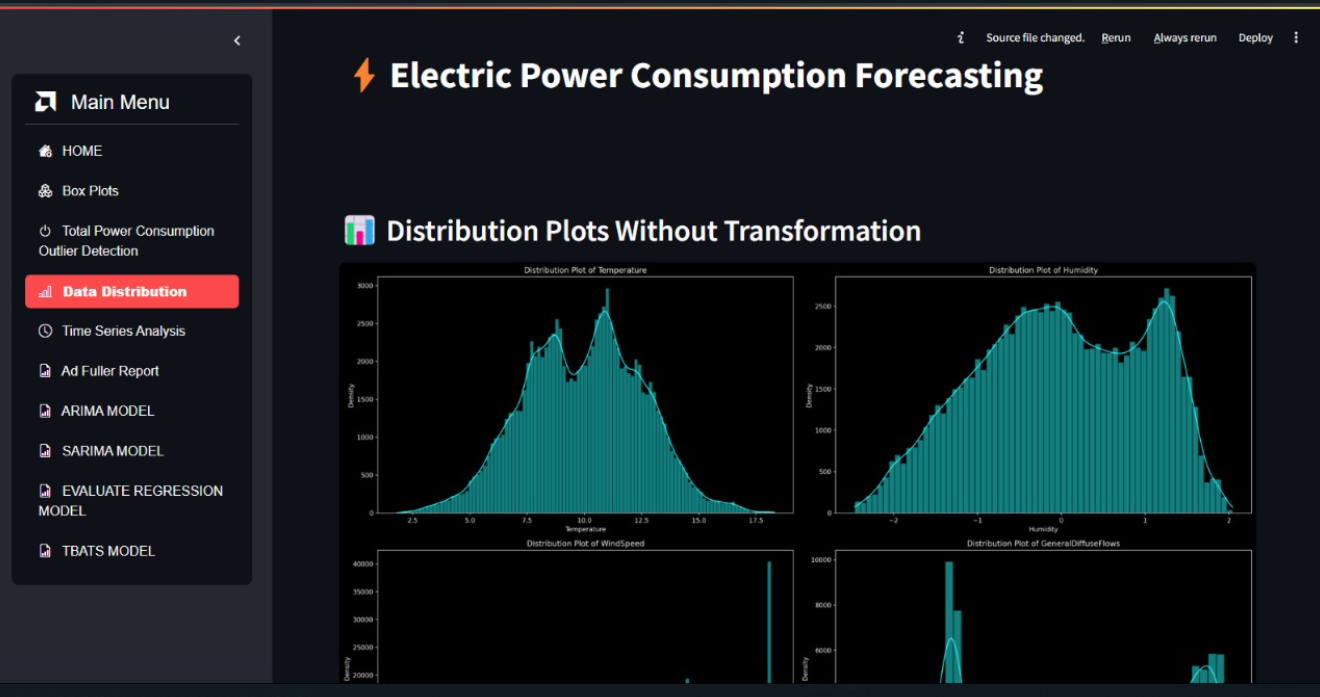 Source file changed. Rerun Always rerun Deploy
Main Menu
HOME
Box Plots
Total Power Consumption
Outlier Detection
Data Distribution
Time Series Analysis
Ad Fuller Report
ARIMA MODEL
SARIMA MODEL
EVALUATE REGRESSION
MODEL
TBATS MODEL
Electric Power Consumption Forecasting
Distribution Plots Without Transformation
Distribution Plot of Temperature
3000
2500
2000
1500
1000
500
0
Density
2.5 5.0 7.5 10.0 12.5 15.0 17.5
Temperature
Distribution Plot of Humidity
2500
2000
1500
1000
500
0
Density
−2 −1 0 1 2
Humidity
Distribution Plot of WindSpeed
40000
35000
30000
25000
20000
Density
Distribution Plot of GeneralDiffuseFlows
10000
8000
6000
Density